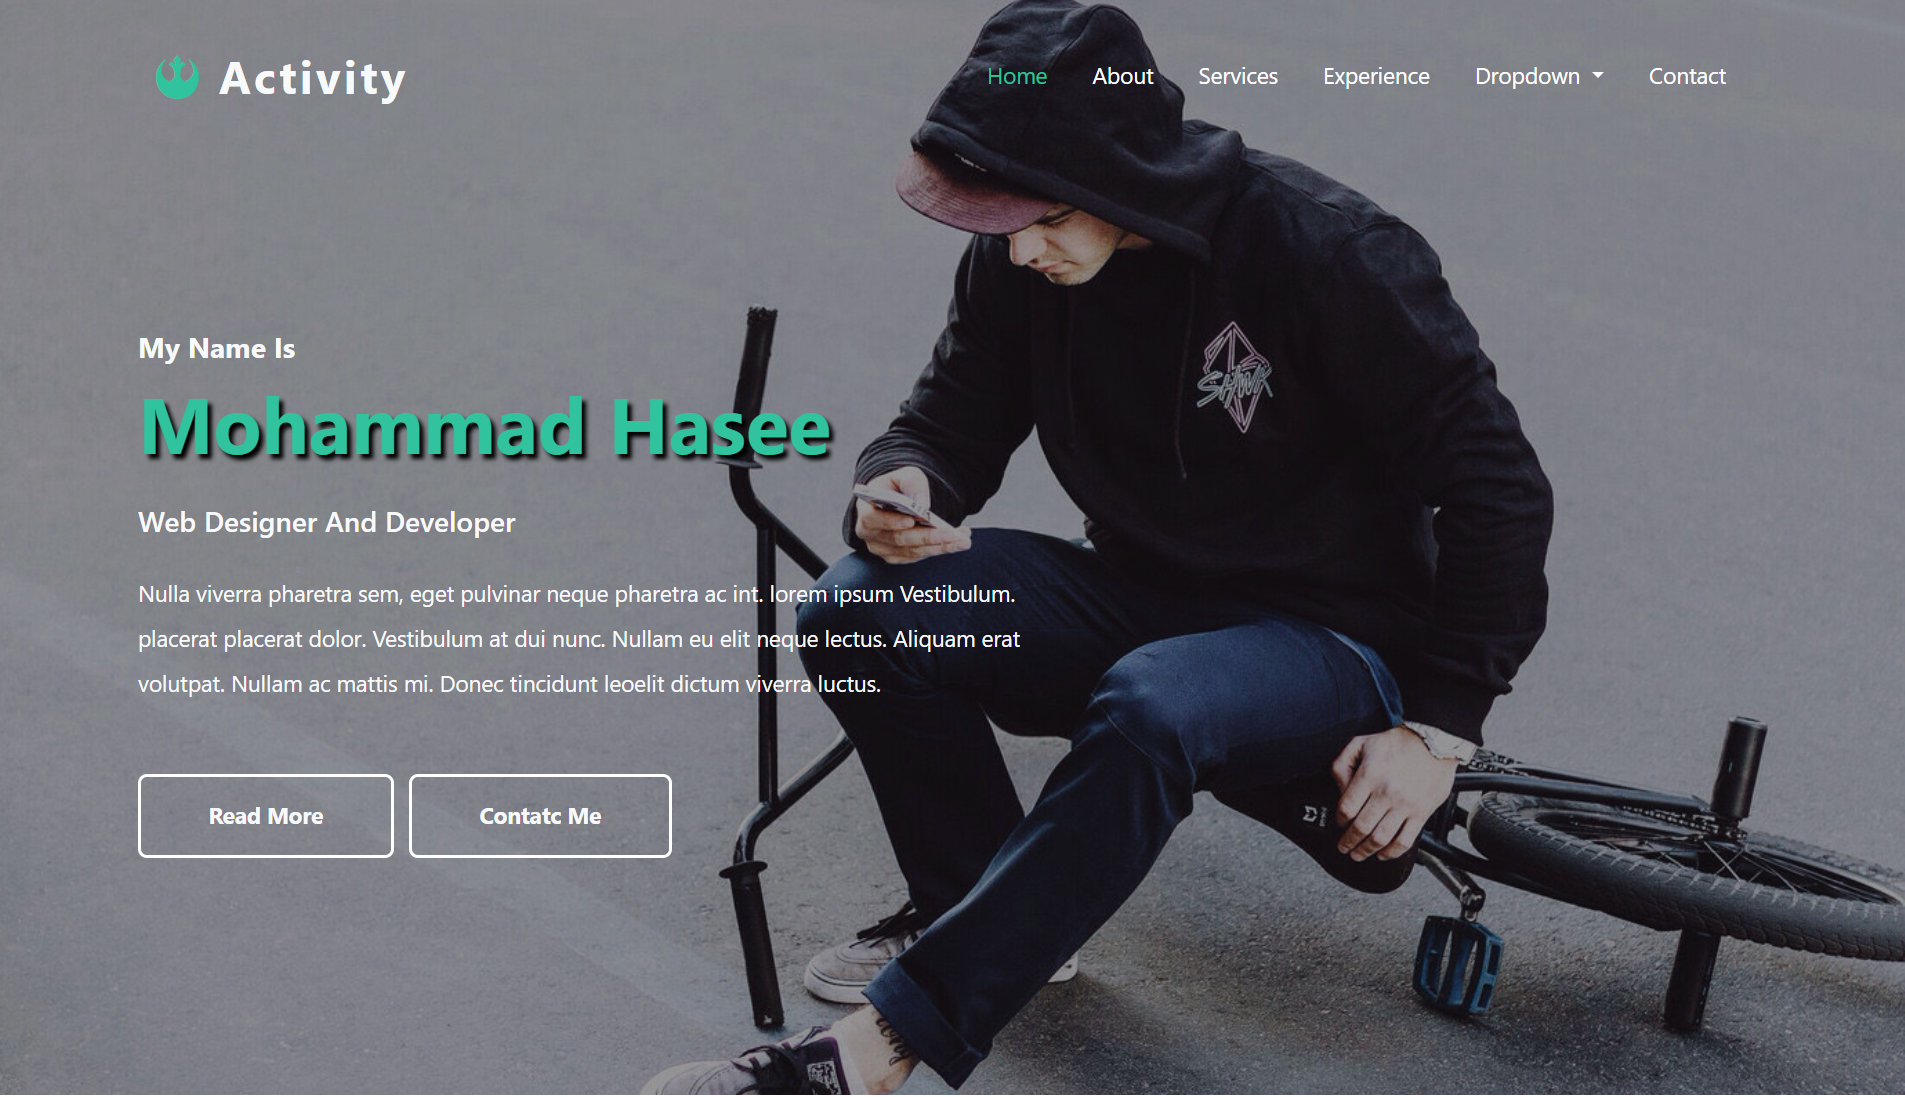 Activity
Home About Services Experience Dropdown Contact
SHWK
My Name Is
Mohammad Hasee
Web Designer And Developer
Nulla viverra pharetra sem, eget pulvinar neque pharetra ac int. lorem ipsum Vestibulum.
placerat placerat dolor. Vestibulum at dui nunc. Nullam eu elit neque lectus. Aliquam erat
volutpat. Nullam ac mattis mi. Donec tincidunt leoelit dictum viverra luctus.
Read More Contatc Me